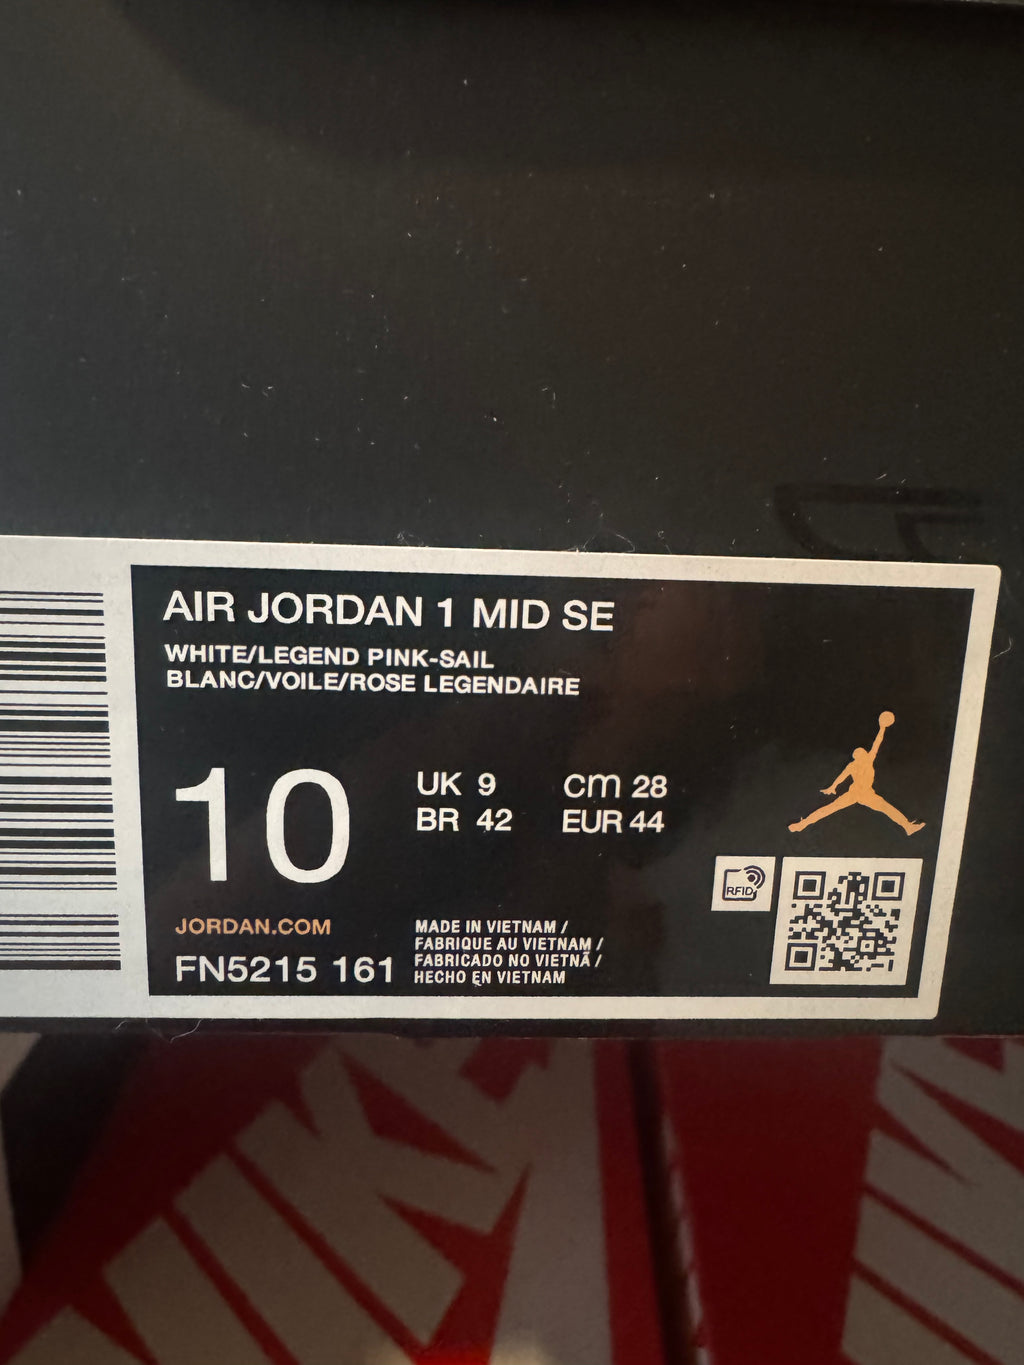 AIR JORDAN 1 MID SE
WHITE/LEGEND PINK-SAIL
BLANC/VOILE/ROSE LEGENDAIRE
10
UK 9 CM 28
BR 42 EUR 44
RFID
JORDAN.COM
FN5215 161
MADE IN VIETNAM /
FABRIQUE AU VIETNAM /
FABRICADO NO VIETNÃ /
HECHO EN VIETNAM
NIKE